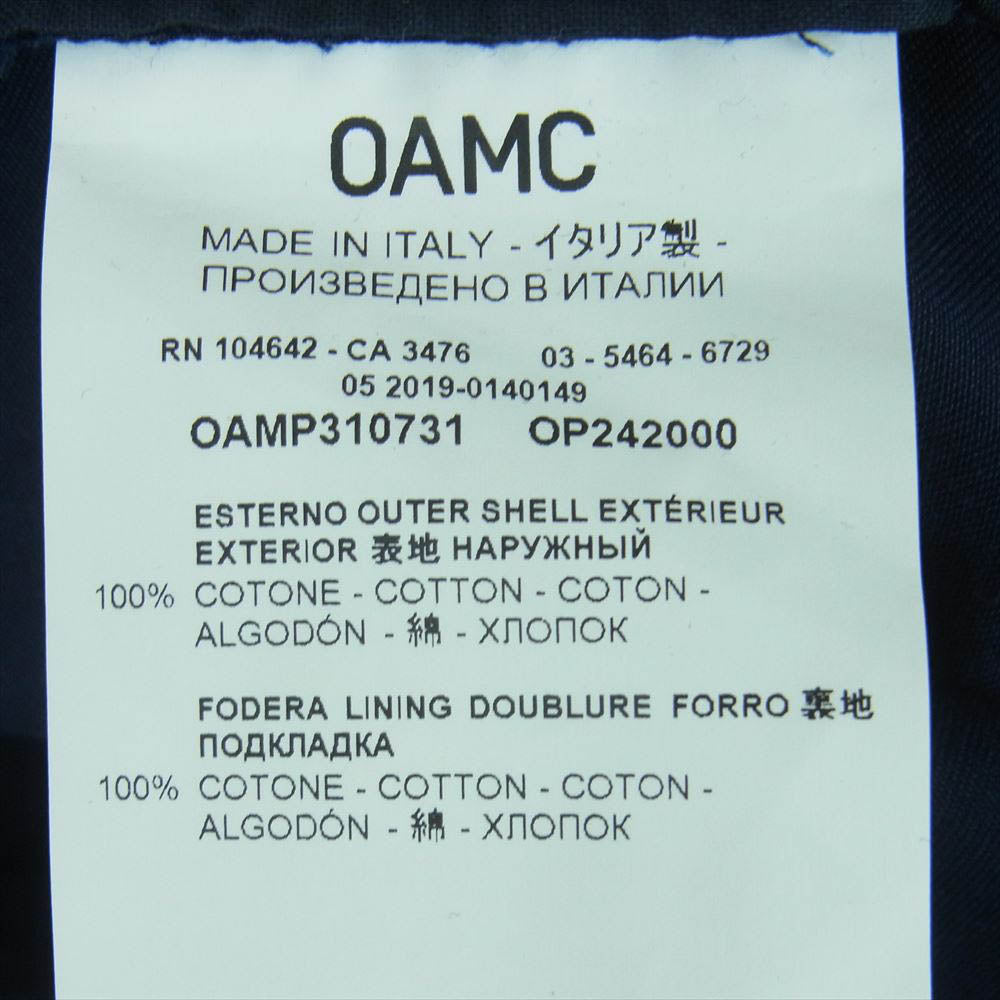 OAMC
MADE IN ITALY - イタリア製 -
ПРОИЗВЕДЕНО В ИТАЛИИ
RN 104642 - CA 3476 03 - 5464 - 6729
05 2019-0140149
OAMP310731 OP242000
ESTERNO OUTER SHELL EXTÉRIEUR
EXTERIOR 表地 НАРУЖНЫЙ
100% COTONE - COTTON - COTON -
ALGODÓN - 綿 - ХЛОПОК
FODERA LINING DOUBLURE FORRO 裏地
ПОДКЛАДКА
100% COTONE - COTTON - COTON -
ALGODÓN - 綿 - ХЛОПОК